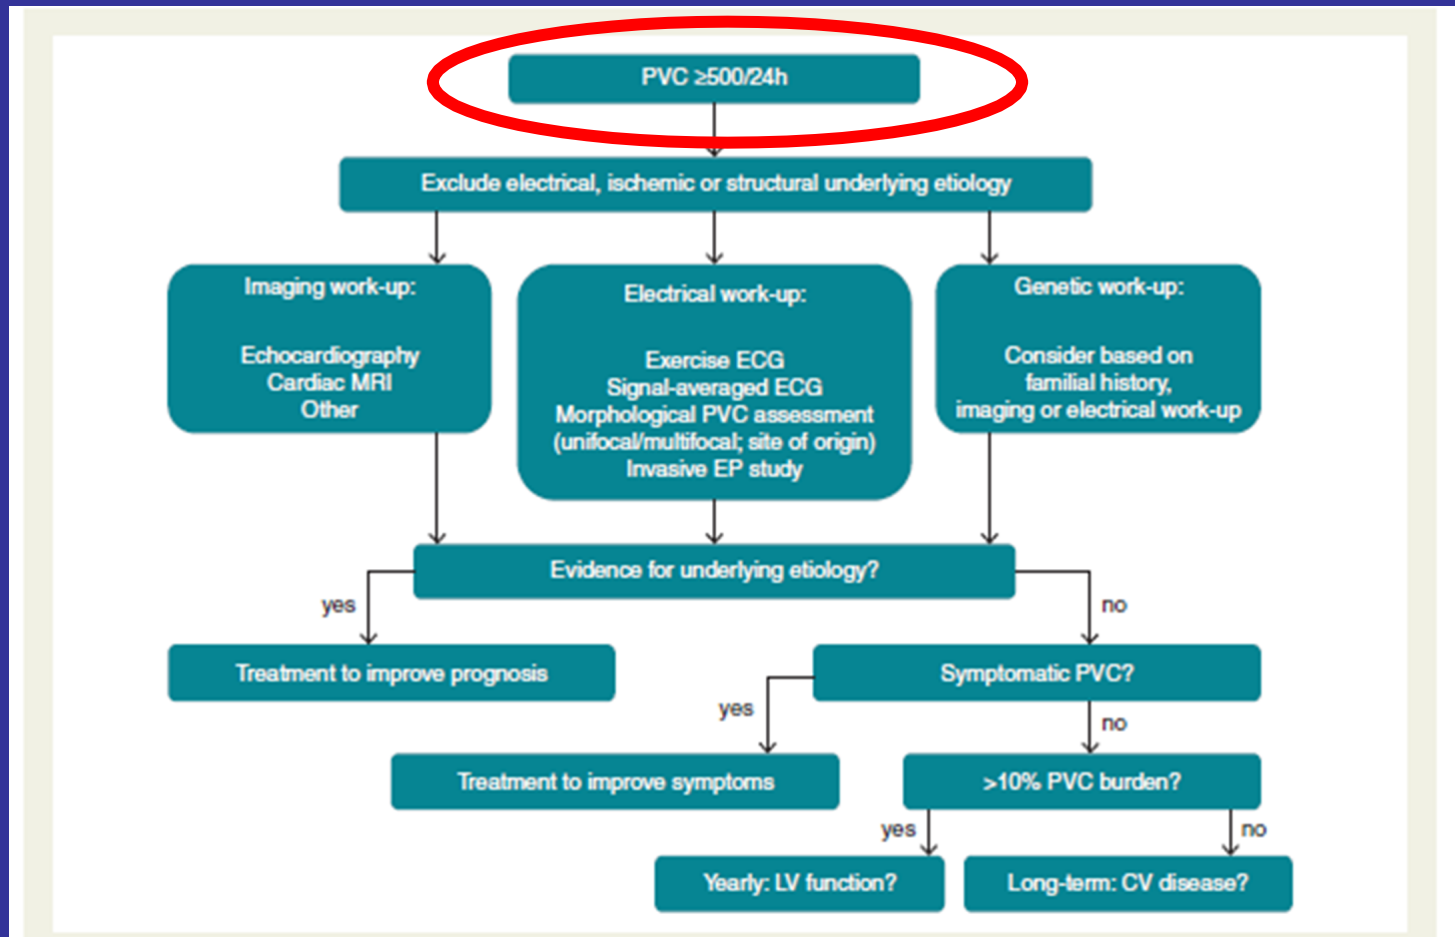 PVC ≥500/24h
Exclude electrical, ischemic or structural underlying etiology
Imaging work-up:
Echocardiography
Cardiac MRI
Other
Electrical work-up:
Exercise ECG
Signal-averaged ECG
Morphological PVC assessment
(unifocal/multifocal; site of origin)
Invasive EP study
Genetic work-up:
Consider based on
familial history,
imaging or electrical work-up
Evidence for underlying etiology?
yes
no
Treatment to improve prognosis
Symptomatic PVC?
yes
no
Treatment to improve symptoms
>10% PVC burden?
yes
no
Yearly: LV function?
Long-term: CV disease?